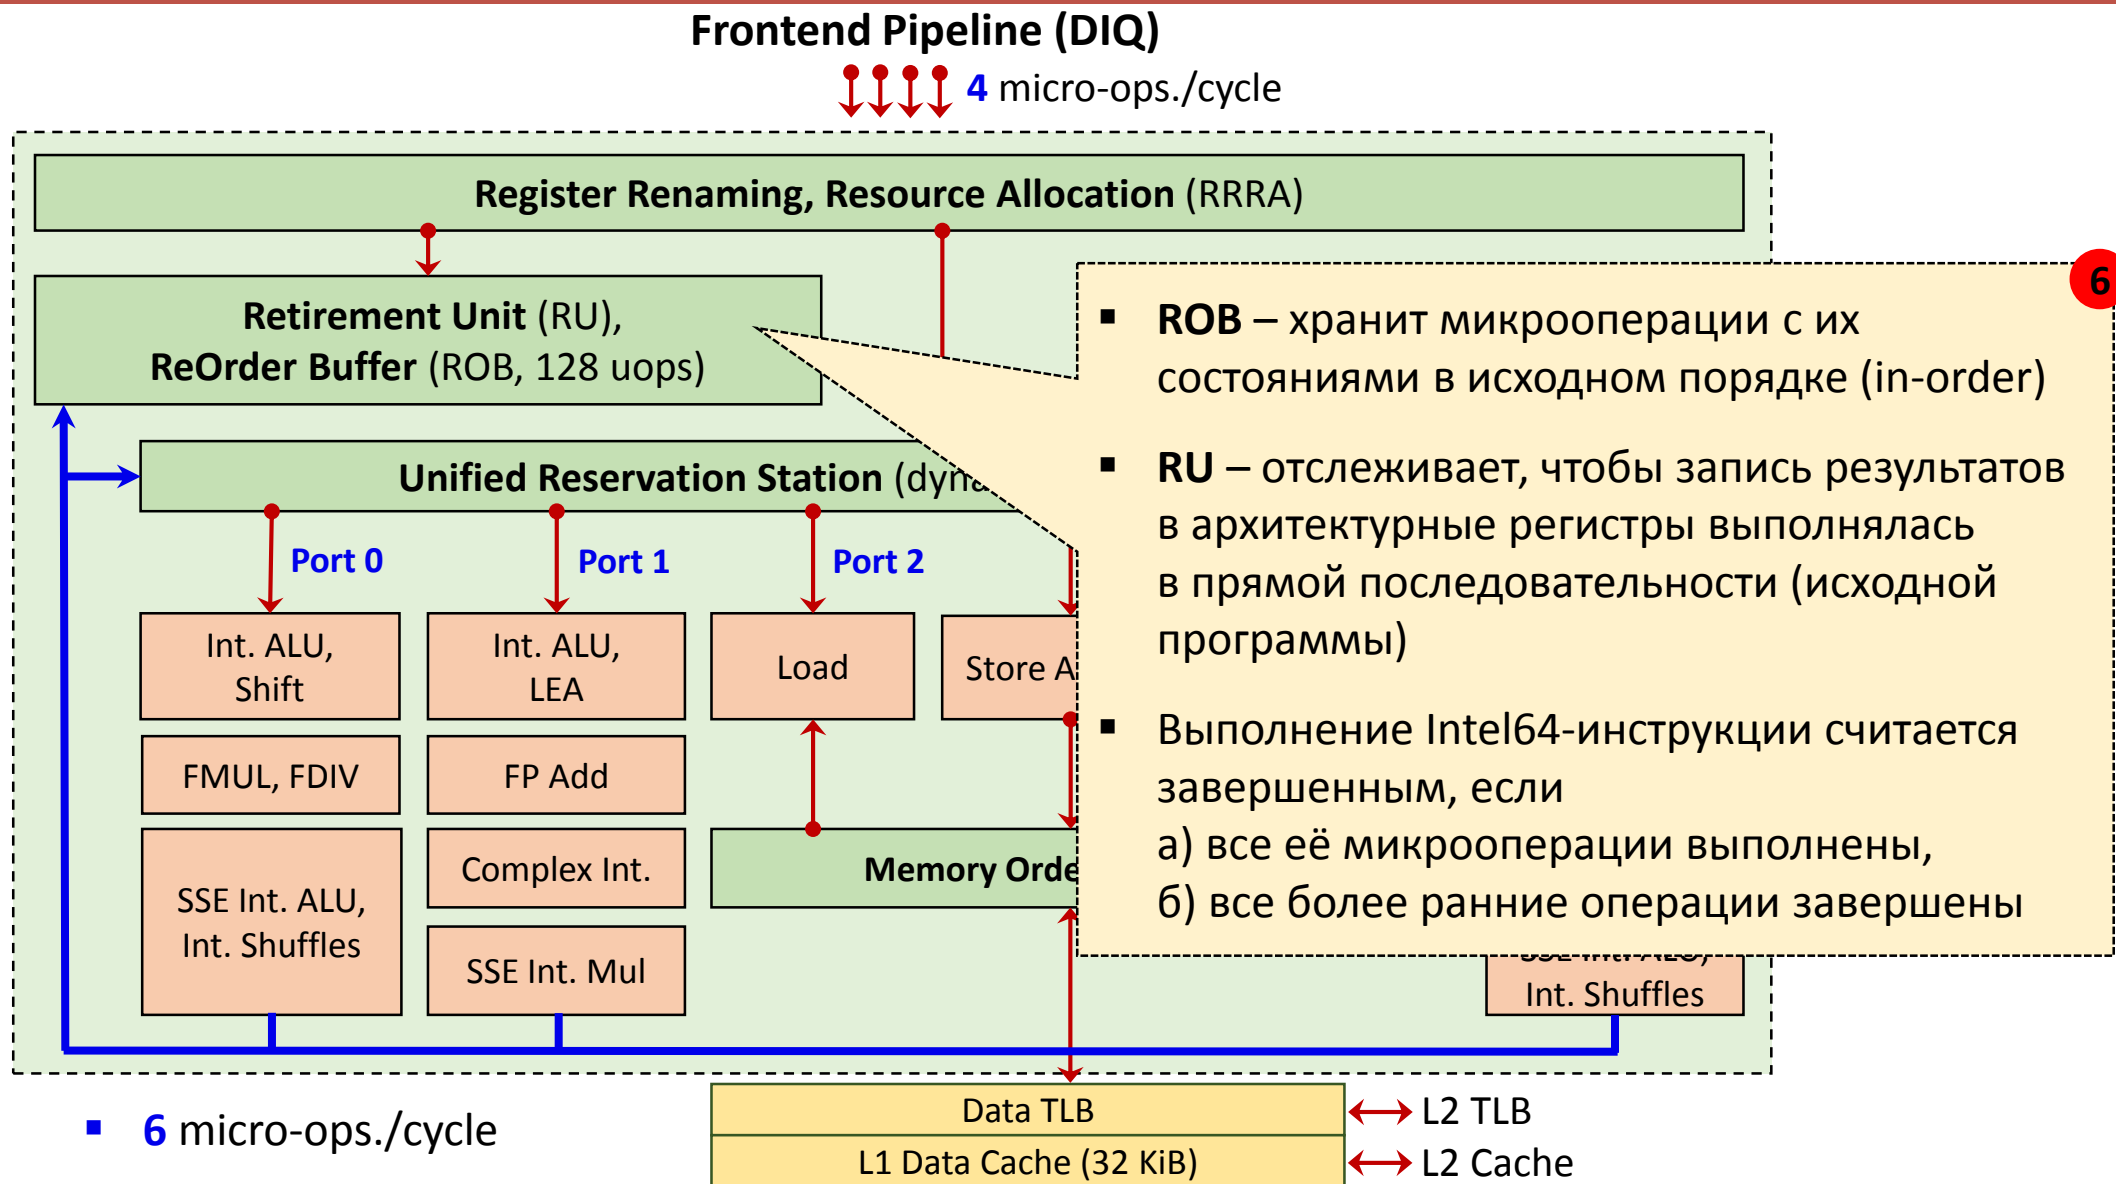 Frontend Pipeline (DIQ)
4 micro-ops./cycle
Register Renaming, Resource Allocation (RRRA)
Retirement Unit (RU),
ReOrder Buffer (ROB, 128 uops)
6
▪ ROB – хранит микрооперации с их
состояниями в исходном порядке (in-order)
▪ RU – отслеживает, чтобы запись результатов
в архитектурные регистры выполнялась
в прямой последовательности (исходной
программы)
▪ Выполнение Intel64-инструкции считается
завершенным, если
а) все её микрооперации выполнены,
б) все более ранние операции завершены
Unified Reservation Station
Port 0
Port 1
Port 2
Int. ALU,
Shift
Int. ALU,
LEA
Load
Store
FMUL, FDIV
FP Add
SSE Int. ALU,
Int. Shuffles
Complex Int.
SSE Int. Mul
Memory
Int. Shuffles
▪ 6 micro-ops./cycle
Data TLB
L2 TLB
L1 Data Cache (32 KiB)
L2 Cache